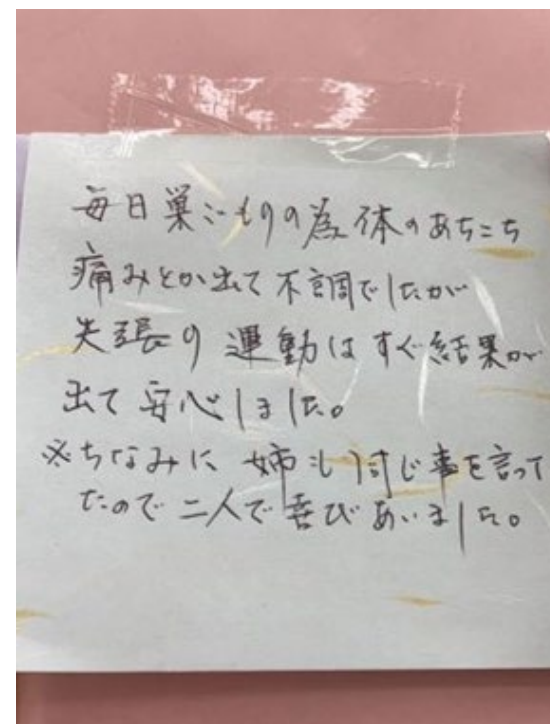 毎日巣ごもりの為体のあちこち
痛みとか出て不調でしたが
矢張り運動はすぐ結果が
出て安心しました。
※ちなみに姉も同じ事を言って
たので二人で喜びあいました。